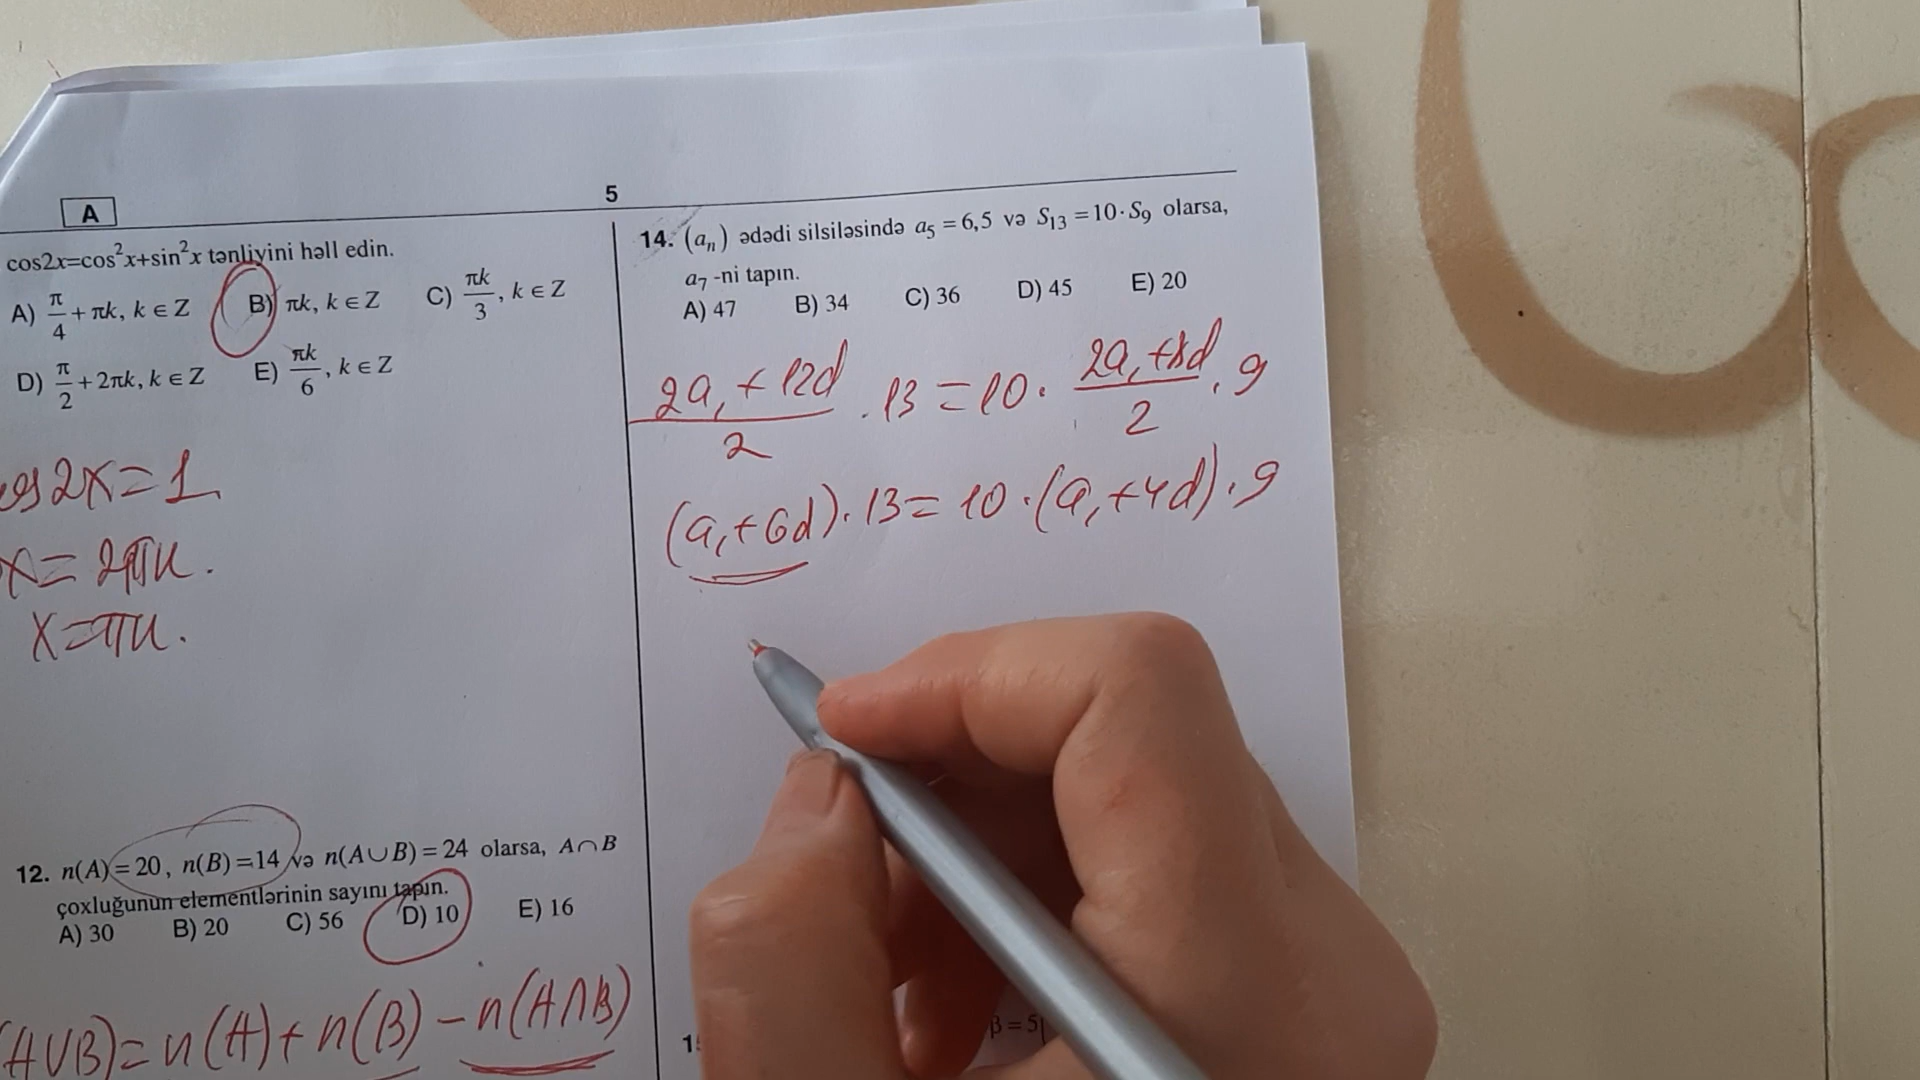 A
5
cos2x=cos²x+sin²x tənliyini həll edin.
A) π/4 + πk, k ∈ Z B) πk, k ∈ Z C) πk/3, k ∈ Z
D) π/2 + 2πk, k ∈ Z E) πk/6, k ∈ Z
os 2x = 1
x = 2πk.
x = πk.
12. n(A) = 20, n(B) = 14 və n(A∪B) = 24 olarsa, A∩B
çoxluğunun elementlərinin sayını tapın.
A) 30 B) 20 C) 56 D) 10 E) 16
(A∪B) = n(A) + n(B) – n(A∩B)
14. (aₙ) ədədi silsiləsində a₅ = 6,5 və S₁₃ = 10·S₉ olarsa,
a₇ -ni tapın.
A) 47 B) 34 C) 36 D) 45 E) 20
2a₁ + 12d / 2 . 13 = 10 . 2a₁ + 8d / 2 . 9
(a₁ + 6d) . 13 = 10 . (a₁ + 4d) . 9
β = 5